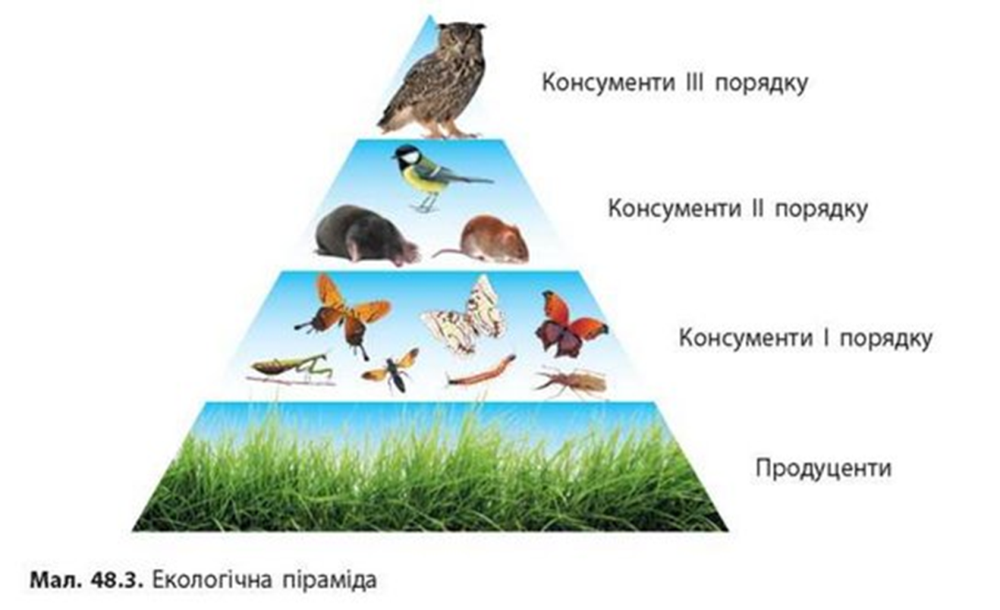 Консументи III порядку
Консументи II порядку
Консументи I порядку
Продуценти
Мал. 48.3. Екологічна піраміда